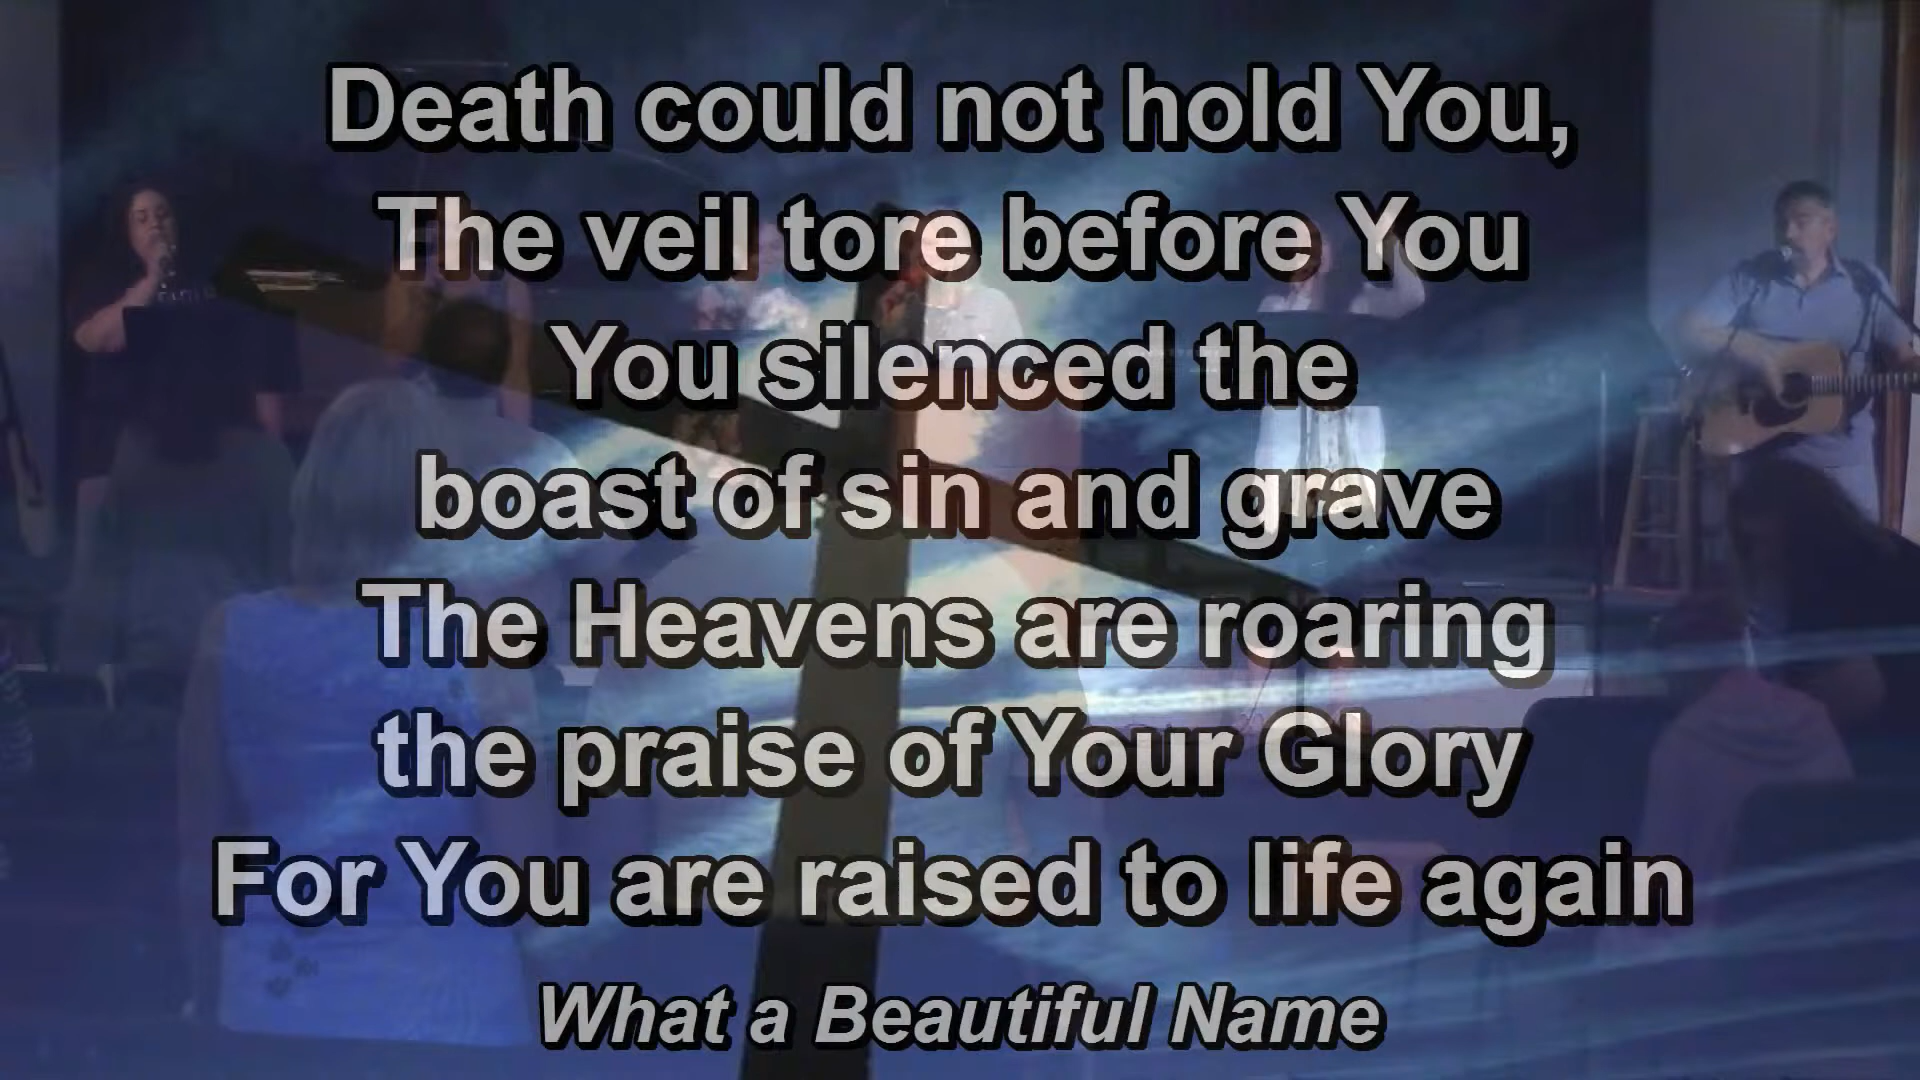 Death could not hold You,
The veil tore before You
You silenced the
boast of sin and grave
The Heavens are roaring
the praise of Your Glory
For You are raised to life again
What a Beautiful Name